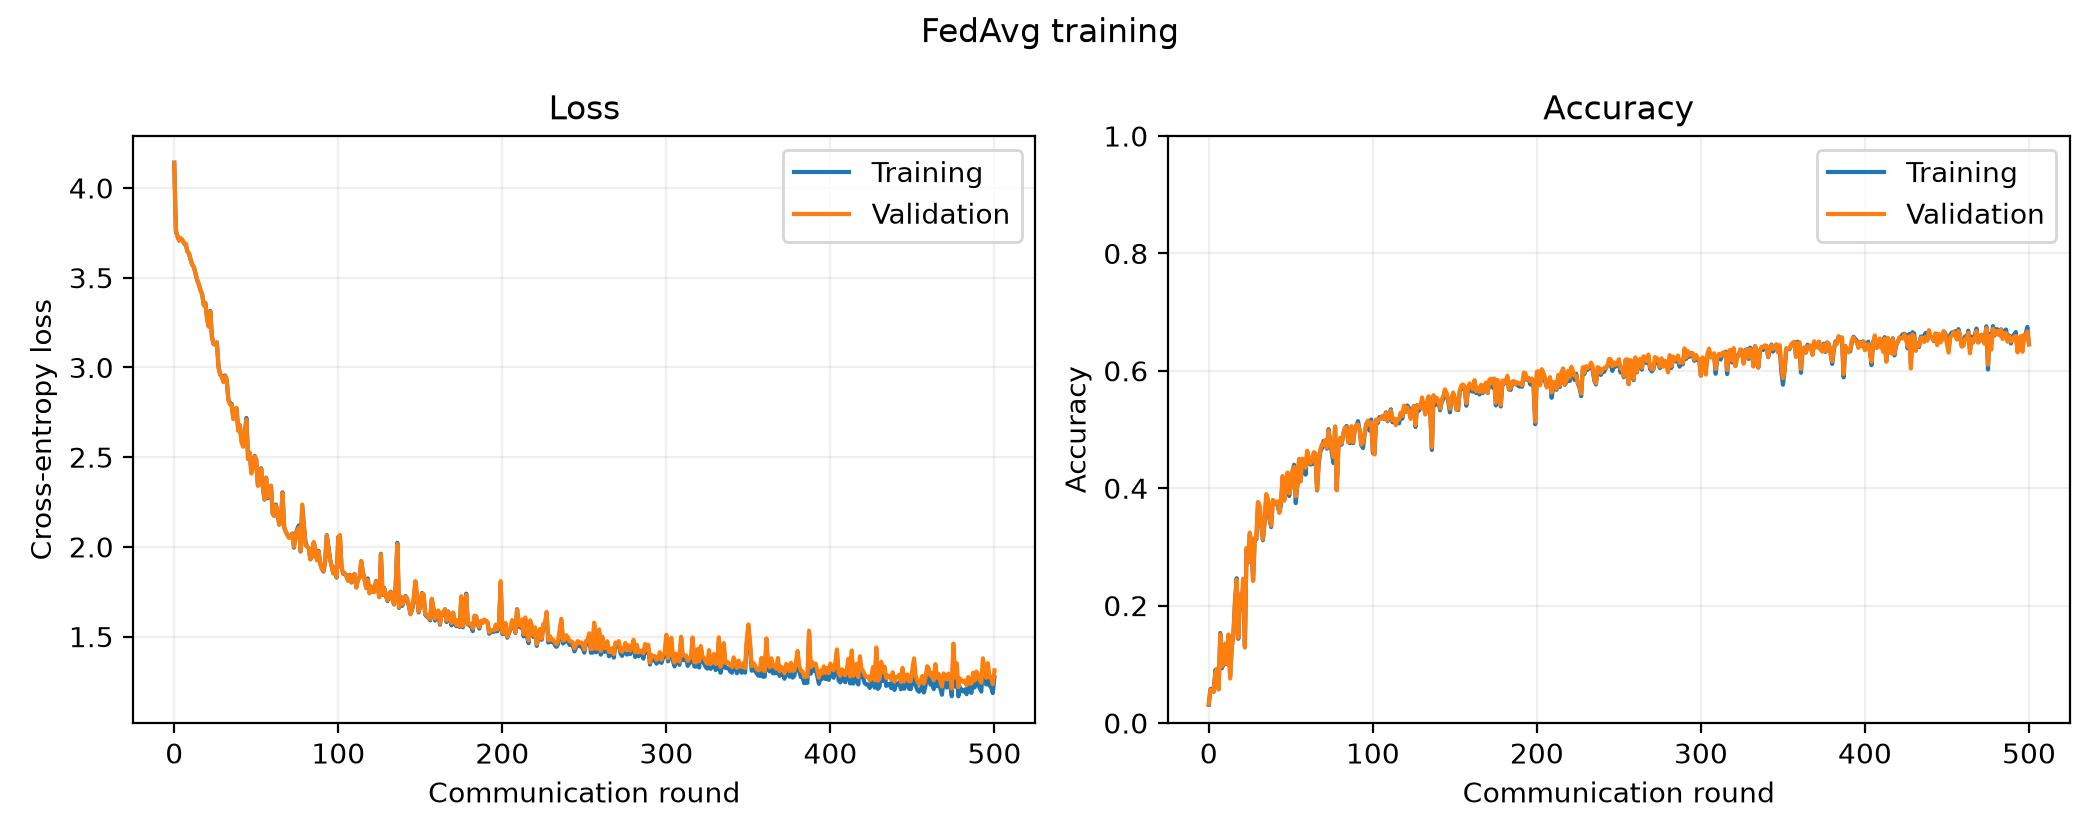 FedAvg training
Loss
Cross-entropy loss
4.0
3.5
3.0
2.5
2.0
1.5
0 100 200 300 400 500
Communication round
Training
Validation
Accuracy
Accuracy
1.0
0.8
0.6
0.4
0.2
0.0
0 100 200 300 400 500
Communication round
Training
Validation